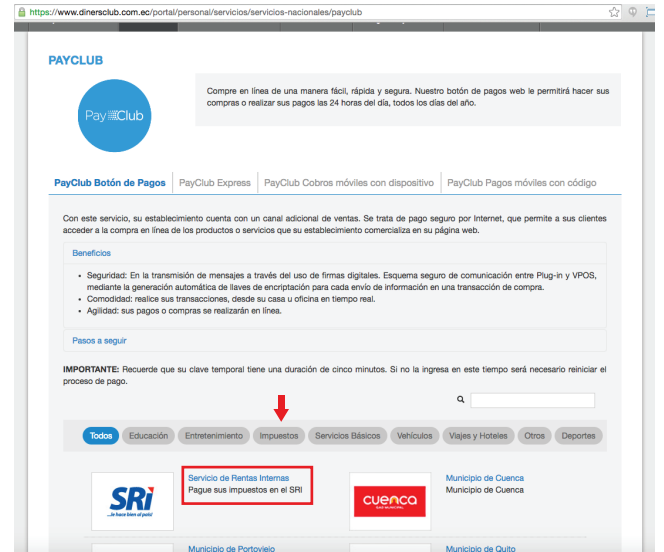 https://www.dinersclub.com.ec/portal/personal/servicios/servicios-nacionales/payclub
PAYCLUB
PayClub
Compre en línea de una manera fácil, rápida y segura. Nuestro botón de pagos web le permitirá hacer sus
compras o realizar sus pagos las 24 horas del día, todos los días del año.
PayClub Botón de Pagos PayClub Express PayClub Cobros móviles con dispositivo PayClub Pagos móviles con código
Con este servicio, su establecimiento cuenta con un canal adicional de ventas. Se trata de pago seguro por Internet, que permite a sus clientes
acceder a la compra en línea de los productos o servicios que su establecimiento comercializa en su página web.
Beneficios
• Seguridad: En la transmisión de mensajes a través del uso de firmas digitales. Esquema seguro de comunicación entre Plug-in y VPOS,
mediante la generación automática de llaves de encriptación para cada envío de información en una transacción de compra.
• Comodidad: realice sus transacciones, desde su casa u oficina en tiempo real.
• Agilidad: sus pagos o compras se realizarán en línea.
Pasos a seguir
IMPORTANTE: Recuerde que su clave temporal tiene una duración de cinco minutos. Si no la ingresa en este tiempo será necesario reiniciar el
proceso de pago.
Todos Educación Entretenimiento Impuestos Servicios Básicos Vehículos Viajes y Hoteles Otros Deportes
SRi
...le hace bien al país!
Servicio de Rentas Internas
Pague sus impuestos en el SRI
cuenca
Municipio de Cuenca
Municipio de Cuenca
Municipio de Portoviejo
Municipio de Quito